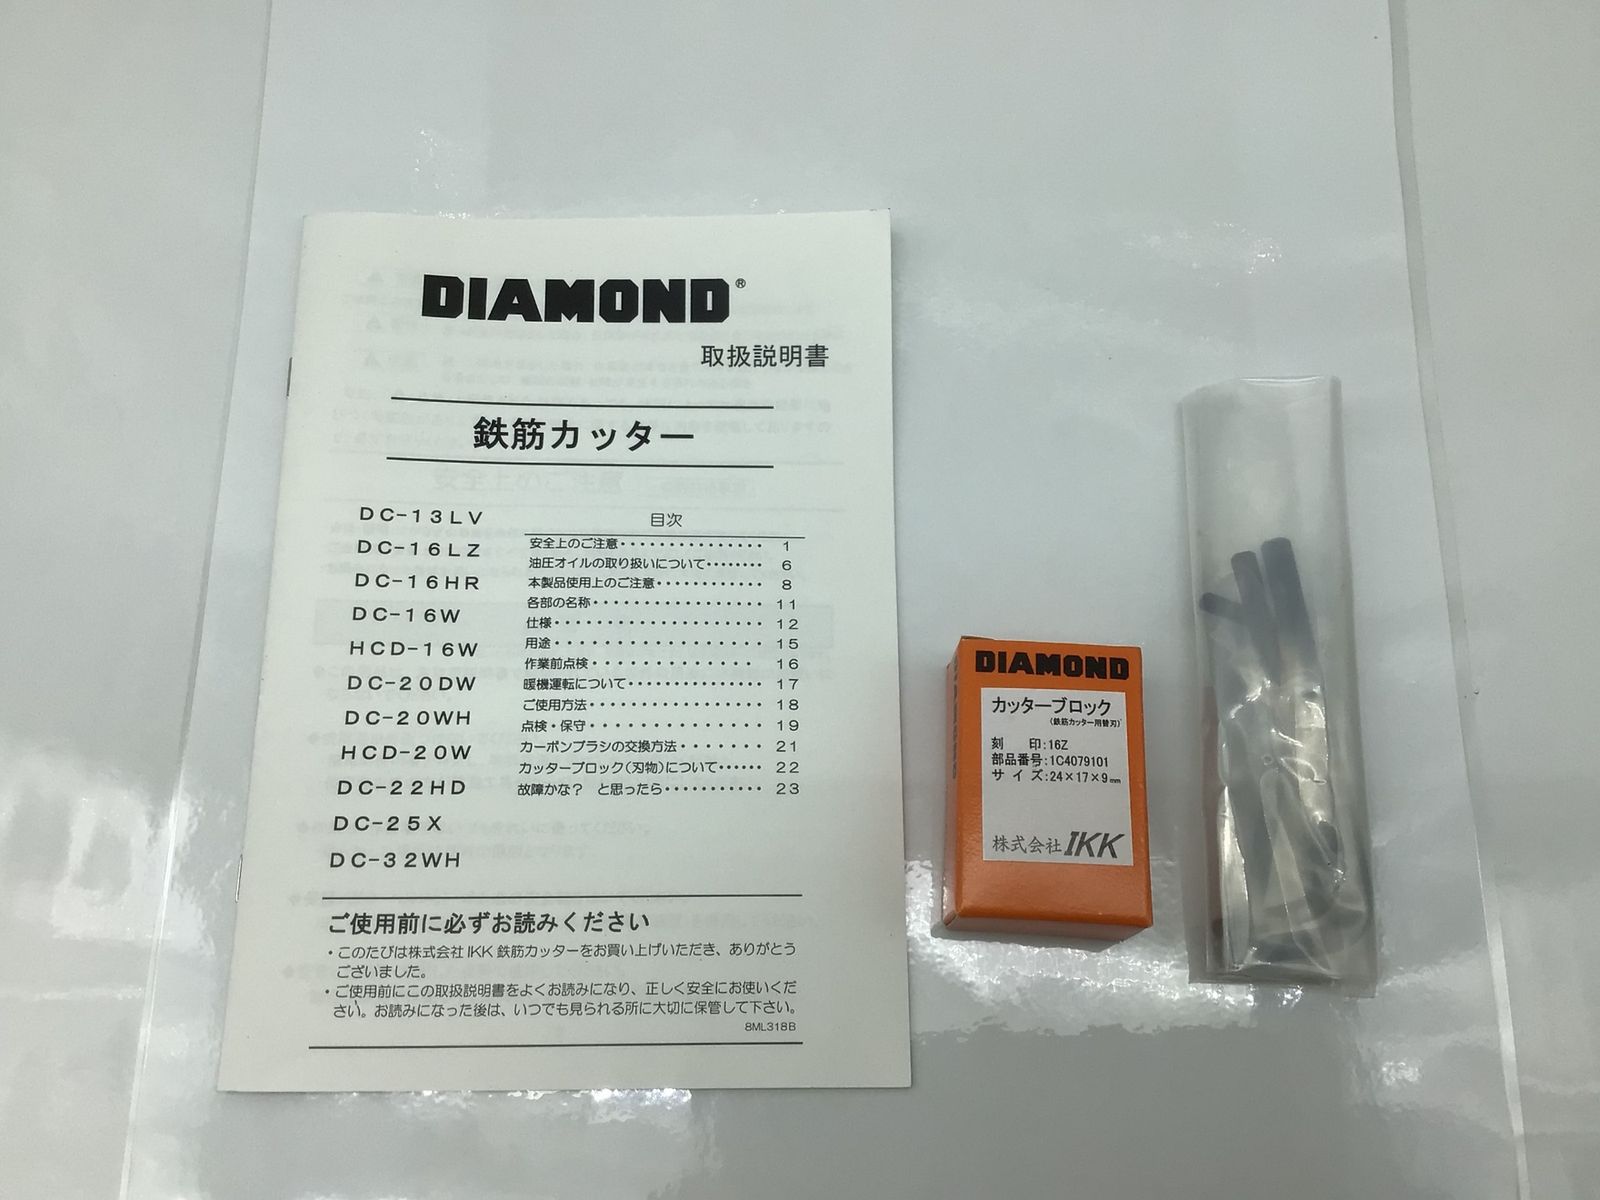 DIAMOND®
取扱説明書
鉄筋カッター
DC-13LV
DC-16LZ
DC-16HR
DC-16W
HCD-16W
DC-20DW
DC-20WH
HCD-20W
DC-22HD
DC-25X
DC-32WH
目次
安全上のご注意・・・・・・・・・・・・・・・ 1
油圧オイルの取り扱いについて・・・・・・・・ 6
本製品使用上のご注意・・・・・・・・・・・・ 8
各部の名称・・・・・・・・・・・・・・・・・ 11
仕様・・・・・・・・・・・・・・・・・・・・ 12
用途・・・・・・・・・・・・・・・・・・・・ 15
作業前点検・・・・・・・・・・・・・ 16
暖機運転について・・・・・・・・・・・・・・ 17
ご使用方法・・・・・・・・・・・・・・・・・ 18
点検・保守・・・・・・・・・・・・・・・・・ 19
カーボンブラシの交換方法・・・・・・・ 21
カッターブロック(刃物)について・・・・・・ 22
故障かな? と思ったら・・・・・・・・・・・ 23
ご使用前に必ずお読みください
・このたびは株式会社IKK 鉄筋カッターをお買い上げいただき、ありがとう
ございました。
・ご使用前にこの取扱説明書をよくお読みになり、正しく安全にお使いくだ
さい。お読みになった後は、いつでも見られる所に大切に保管して下さい。
8ML318B
DIAMOND
カッターブロック
(鉄筋カッター用替刃)
刻 印:16Z
部品番号:1C4079101
サイズ:24×17×9mm
株式会社 IKK